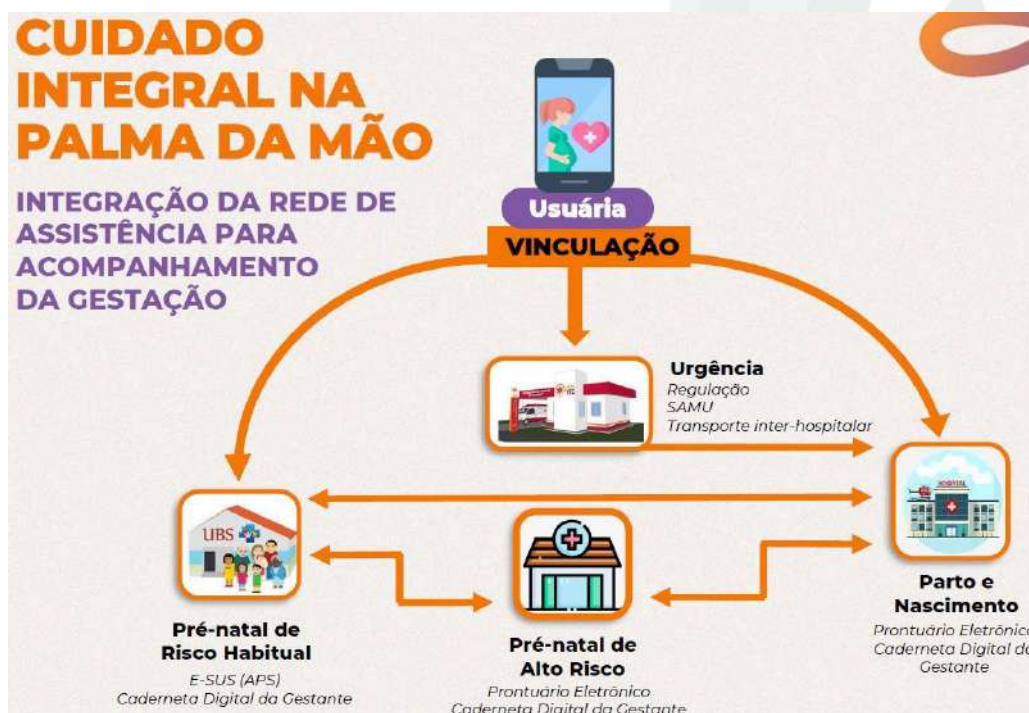 CUIDADO
INTEGRAL NA
PALMA DA MÃO
INTEGRAÇÃO DA REDE DE
ASSISTÊNCIA PARA
ACOMPANHAMENTO
DA GESTAÇÃO
Usuária
VINCULAÇÃO
Urgência
Regulação
SAMU
Transporte inter-hospitalar
UBS
HOSPITAL
Pré-natal de
Risco Habitual
E-SUS (APS)
Caderneta Digital da Gestante
Pré-natal de
Alto Risco
Prontuário Eletrônico
Caderneta Digital da Gestante
Parto e
Nascimento
Prontuário Eletrônico
Caderneta Digital da
Gestante